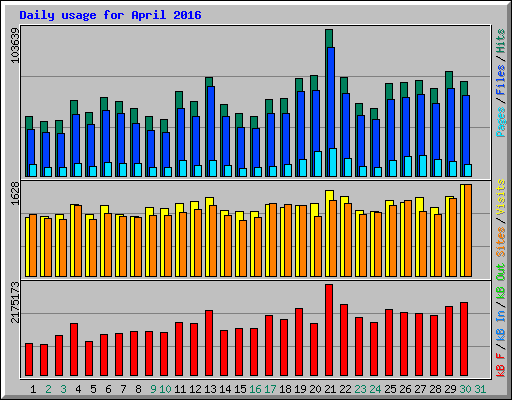 Daily usage for April 2016
103639
Pages / Files / Hits
1628
kB F / kB In / kB Out Sites / Visits
2175173
1 2 3 4 5 6 7 8 9 10 11 12 13 14 15 16 17 18 19 20 21 22 23 24 25 26 27 28 29 30 31